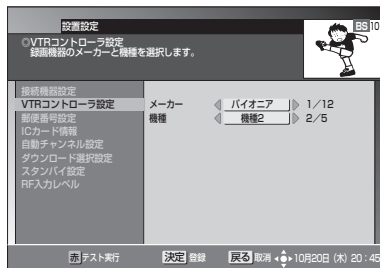 設置設定
BS 10
◎VTRコントローラ設定
録画機器のメーカーと機種を選択します。
接続機器設定
VTRコントローラ設定
郵便番号設定
ICカード情報
自動チャンネル設定
ダウンロード選択設定
スタンバイ設定
RF入力レベル
メーカー パイオニア 1/12
機種 機種2 2/5
赤 テスト実行 決定 登録 戻る 取消 10月20日 (木) 20:45